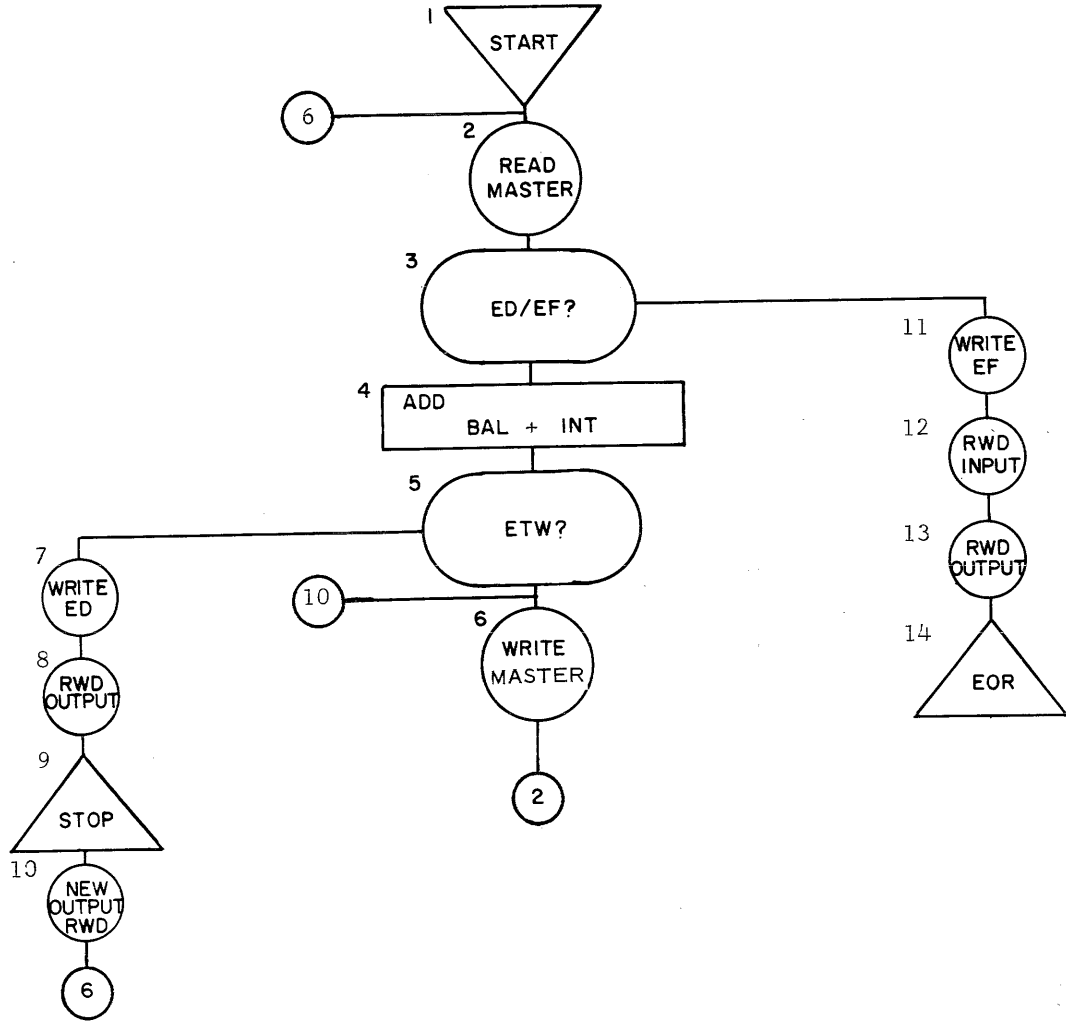 1
START
6
2
READ
MASTER
3
ED/EF?
4
ADD
BAL + INT
5
ETW?
10
6
WRITE
MASTER
2
7
WRITE
ED
8
RWD
OUTPUT
9
STOP
10
NEW
OUTPUT
RWD
6
11
WRITE
EF
12
RWD
INPUT
13
RWD
OUTPUT
14
EOR